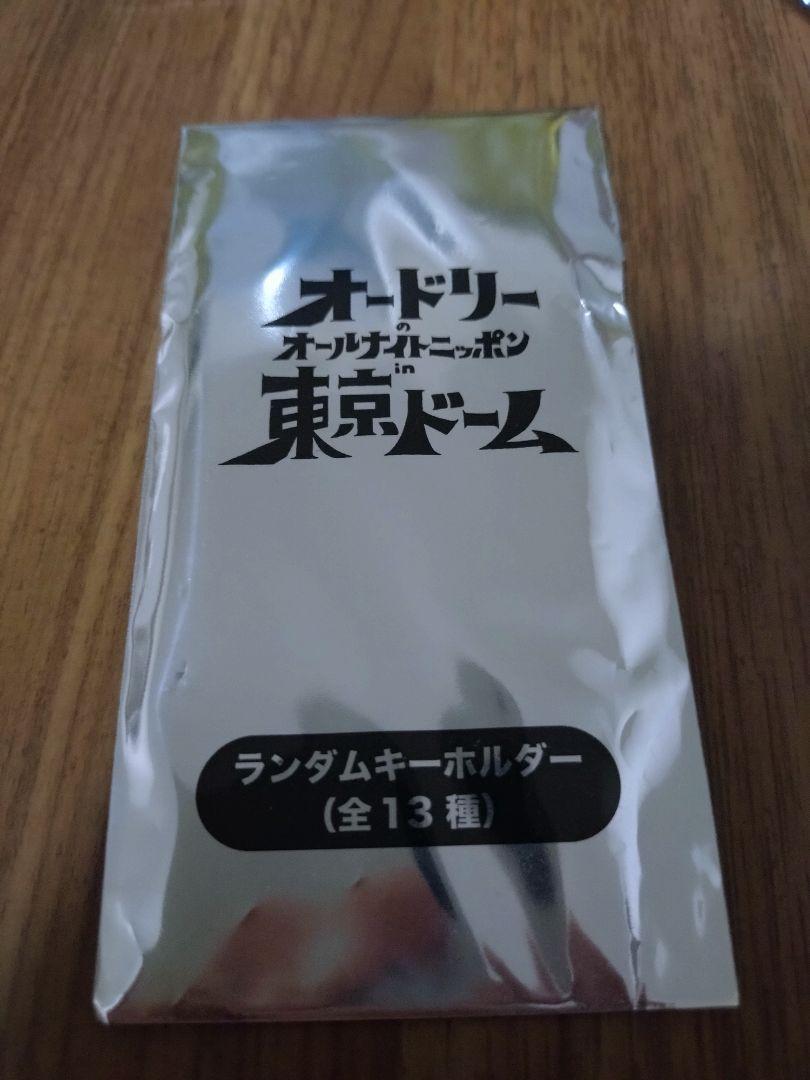 オードリー
の
オールナイトニッポン
in
東京ドーム
ランダムキーホルダー
(全13種)